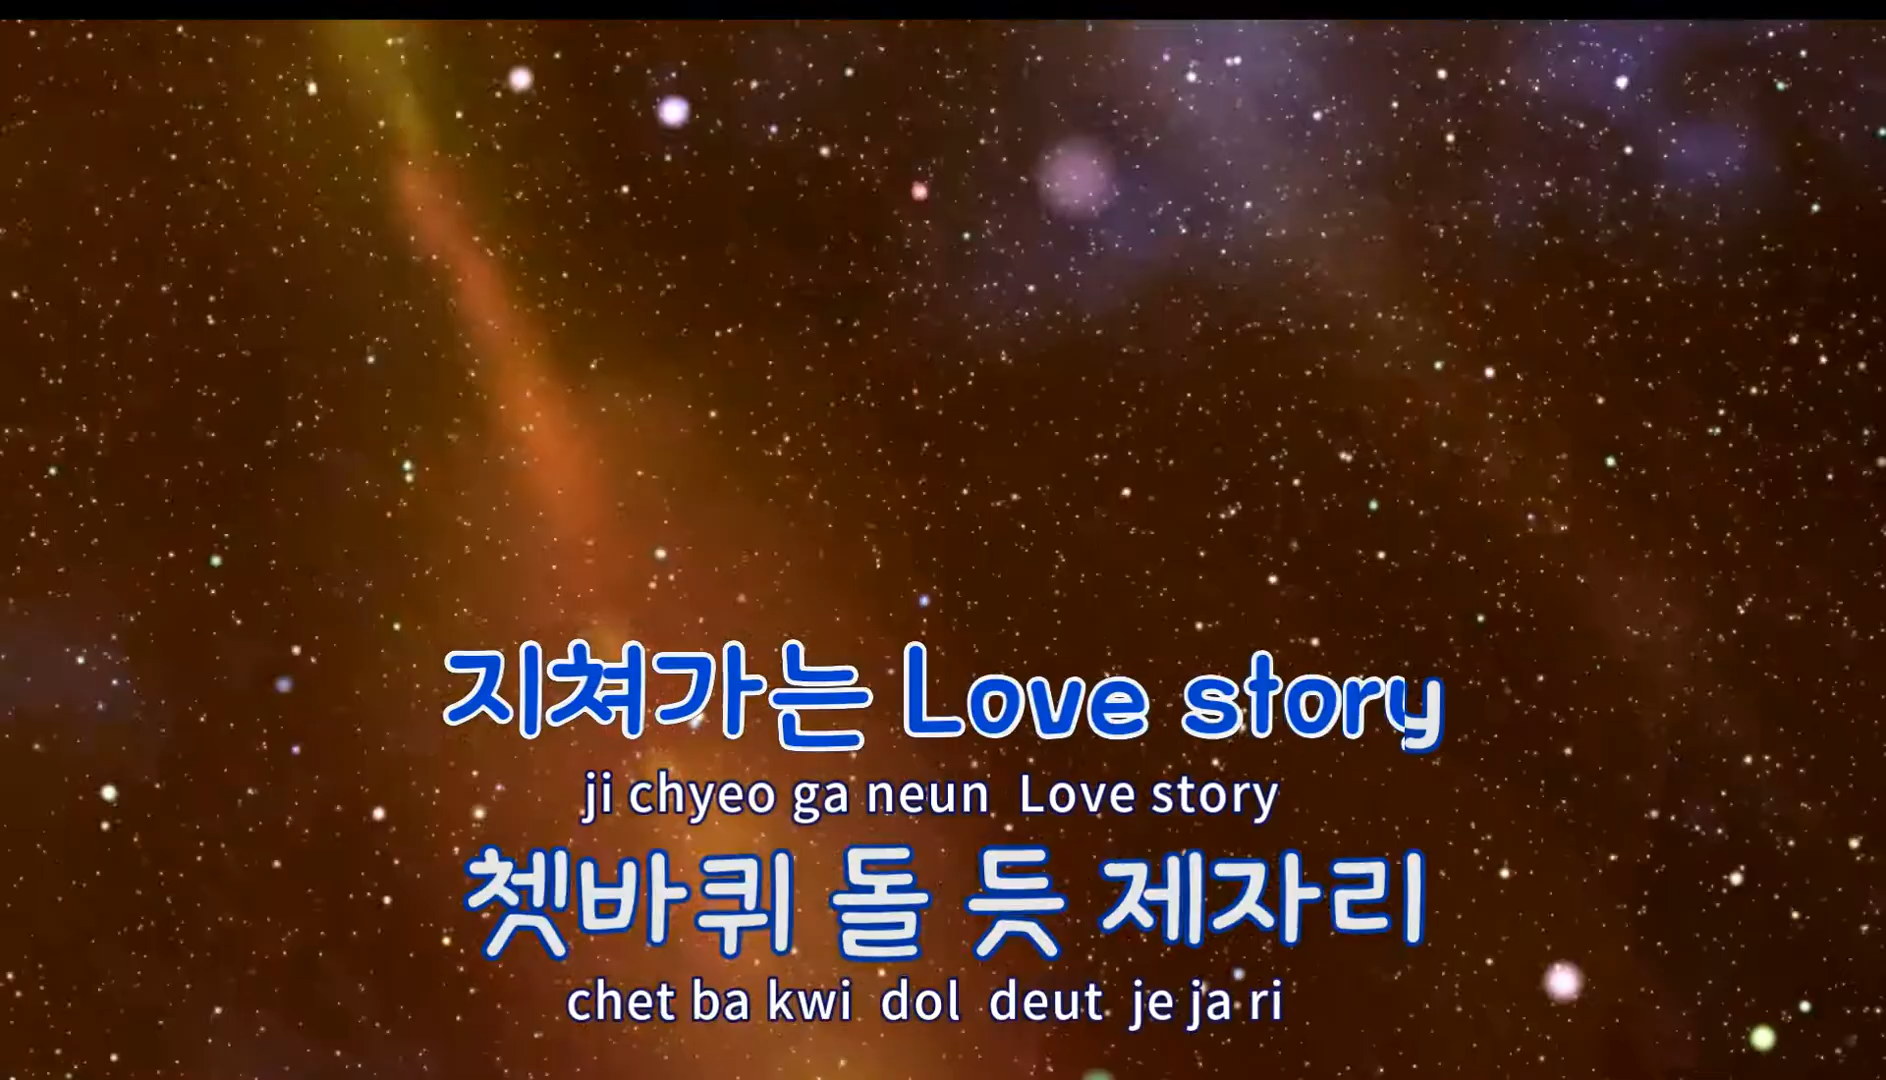 지쳐가는 Love story
ji chyeo ga neun Love story
쳇바퀴 돌 듯 제자리
chet ba kwi dol deut je ja ri